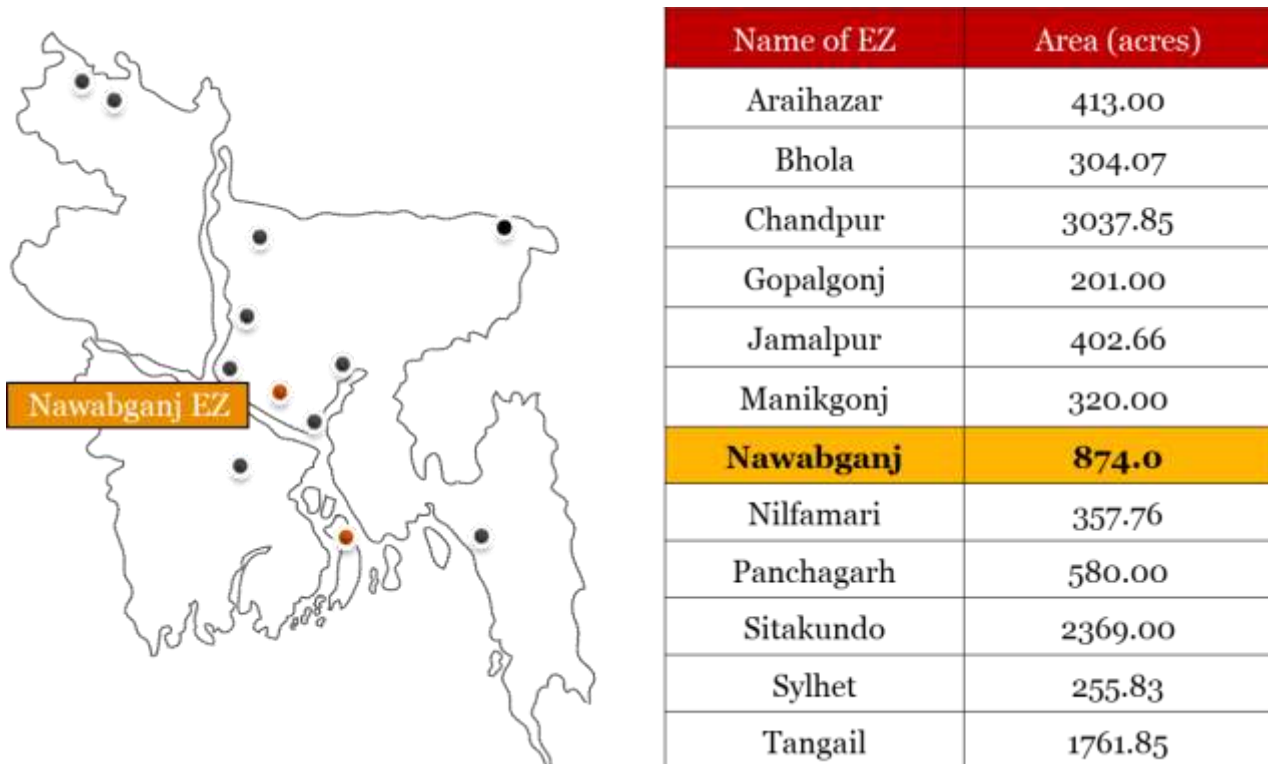 Nawabganj EZ
Name of EZ Area (acres)
Araihazar 413.00
Bhola 304.07
Chandpur 3037.85
Gopalgonj 201.00
Jamalpur 402.66
Manikgonj 320.00
Nawabganj 874.0
Nilfamari 357.76
Panchagarh 580.00
Sitakundo 2369.00
Sylhet 255.83
Tangail 1761.85